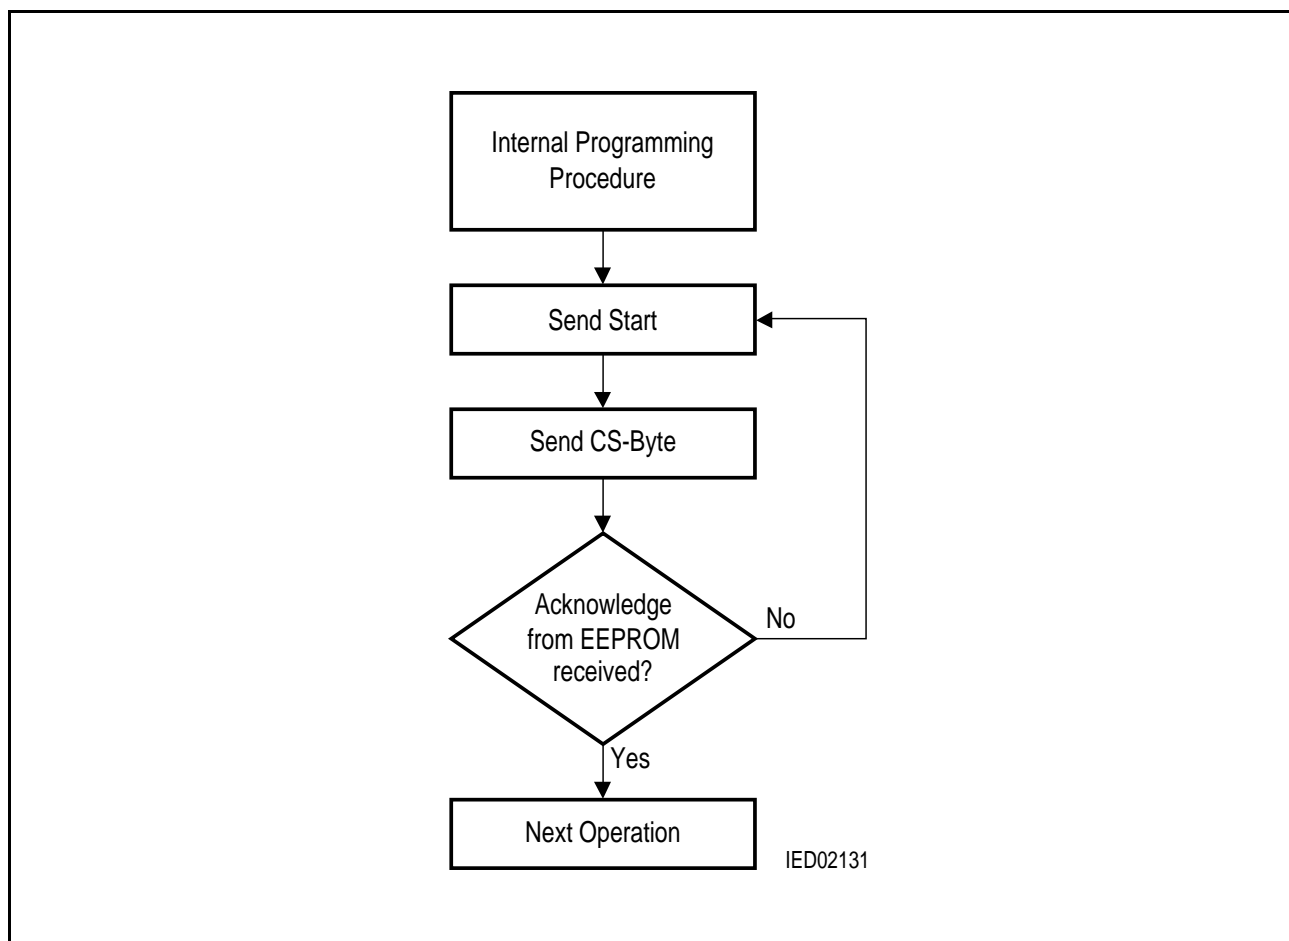 Internal Programming
Procedure
Send Start
Send CS-Byte
Acknowledge
from EEPROM
received?
No
Yes
Next Operation
IED02131